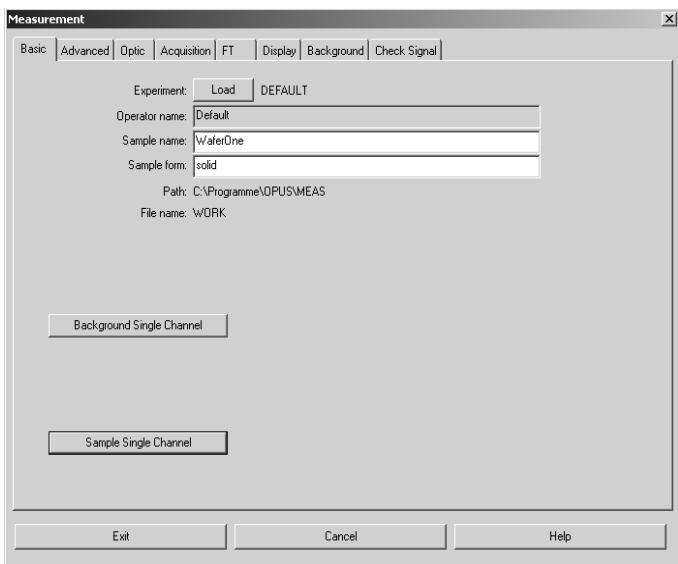 Measurement
Basic Advanced Optic Acquisition FT Display Background Check Signal
Experiment: Load DEFAULT
Operator name: Default
Sample name: WaferOne
Sample form: solid
Path: C:\Programme\OPUS\MEAS
File name: WORK
Background Single Channel
Sample Single Channel
Exit Cancel Help